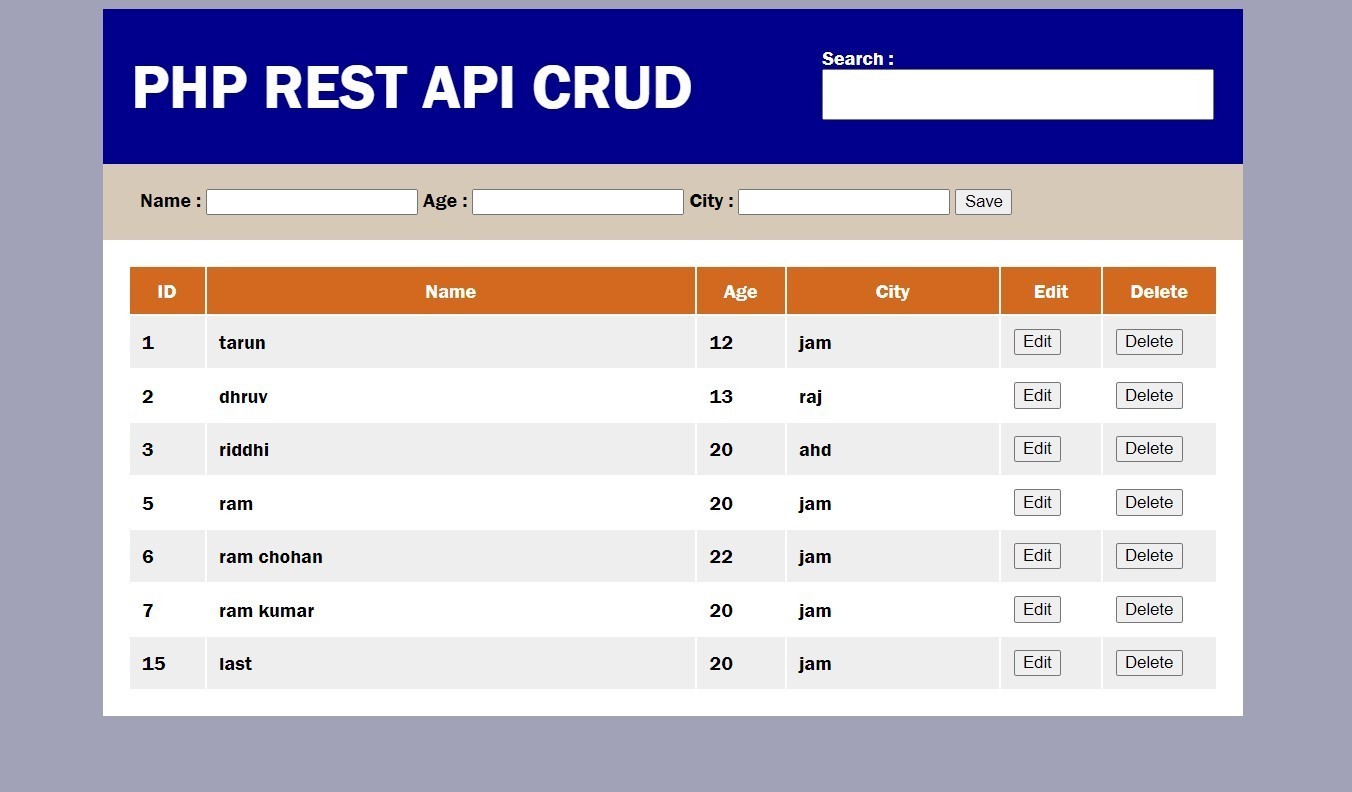 PHP REST API CRUD
Search :
Name : Age : City : Save
ID Name Age City Edit Delete
1 tarun 12 jam Edit Delete
2 dhruv 13 raj Edit Delete
3 riddhi 20 ahd Edit Delete
5 ram 20 jam Edit Delete
6 ram chohan 22 jam Edit Delete
7 ram kumar 20 jam Edit Delete
15 last 20 jam Edit Delete